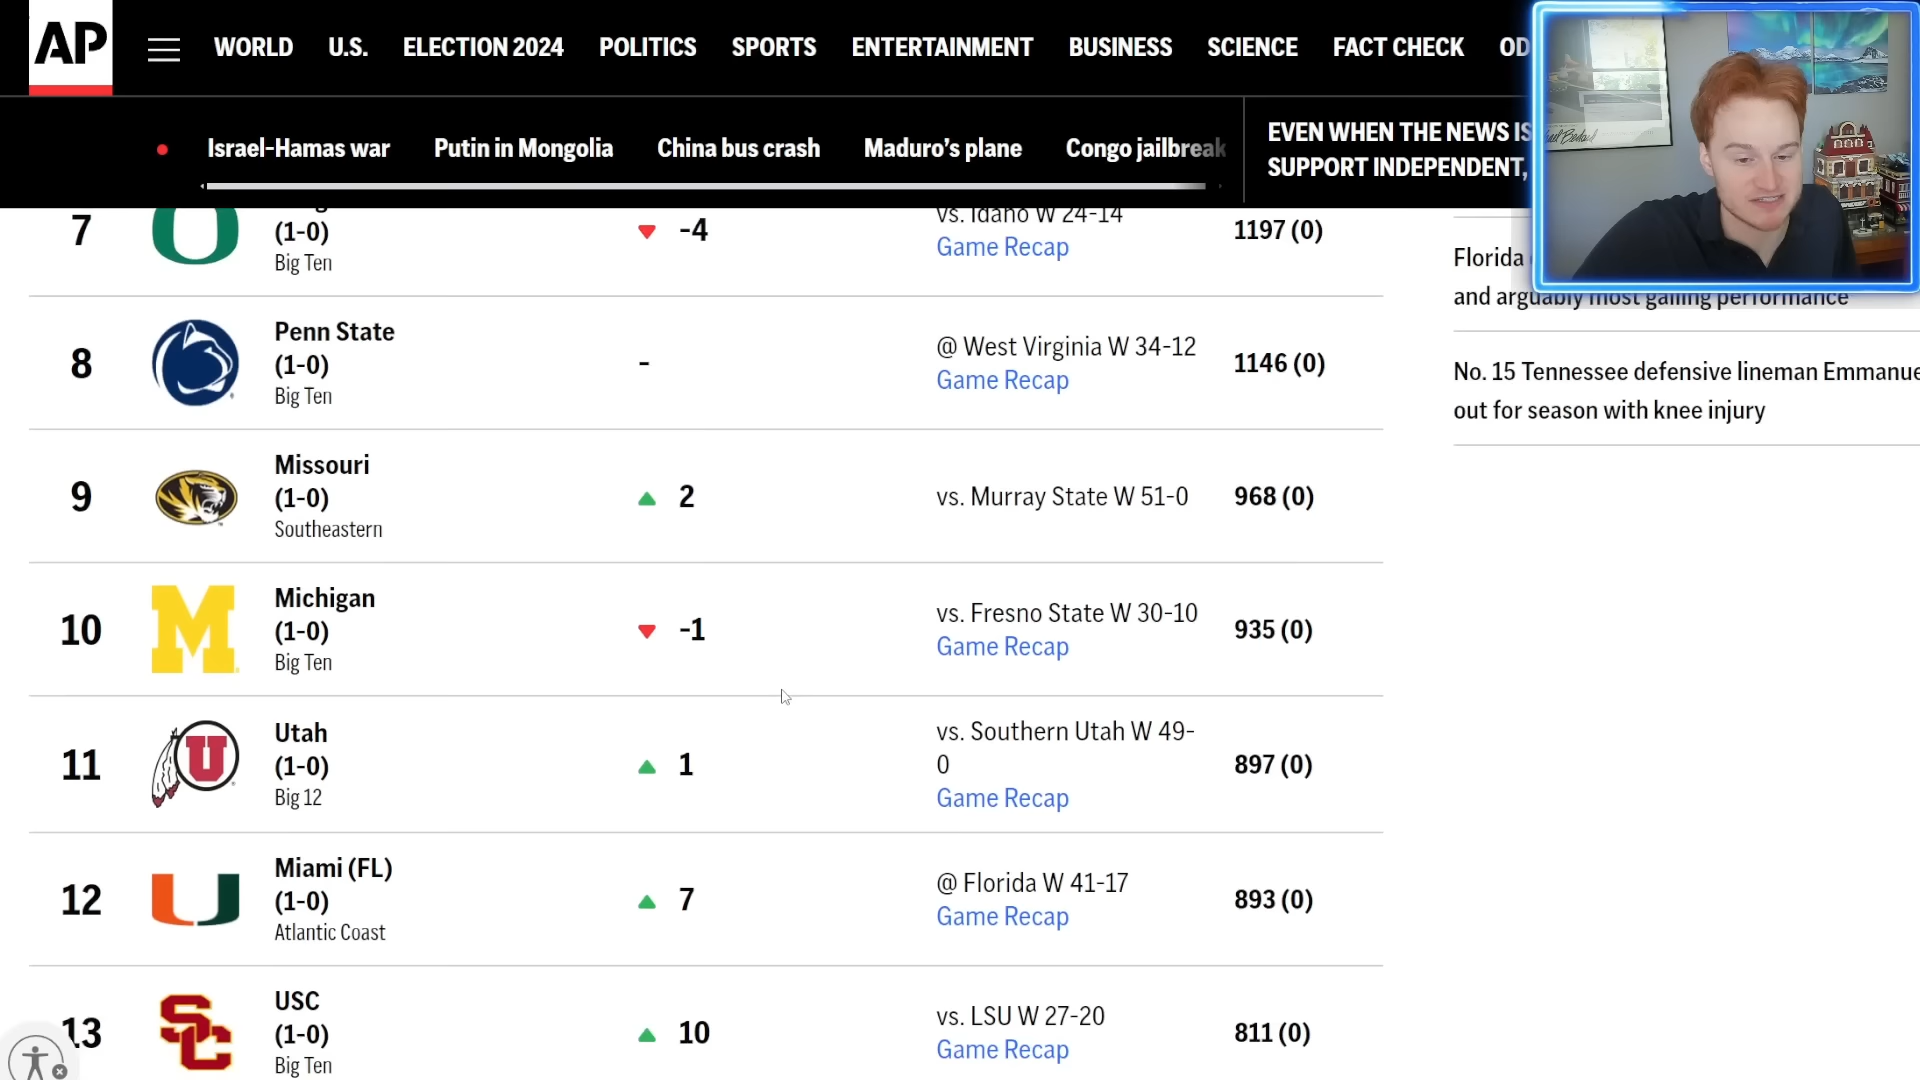 AP
WORLD U.S. ELECTION 2024 POLITICS SPORTS ENTERTAINMENT BUSINESS SCIENCE FACT CHECK OD
Israel-Hamas war Putin in Mongolia China bus crash Maduro's plane Congo jailbreak
EVEN WHEN THE NEWS IS
SUPPORT INDEPENDENT,
7
(1-0)
Big Ten
-4
vs. Idaho W 24-14
Game Recap
1197 (0)
8
Penn State
(1-0)
Big Ten
-
@ West Virginia W 34-12
Game Recap
1146 (0)
9
Missouri
(1-0)
Southeastern
2
vs. Murray State W 51-0
968 (0)
10
M
Michigan
(1-0)
Big Ten
-1
vs. Fresno State W 30-10
Game Recap
935 (0)
11
U
Utah
(1-0)
Big 12
1
vs. Southern Utah W 49-
0
Game Recap
897 (0)
12
Miami (FL)
(1-0)
Atlantic Coast
7
@ Florida W 41-17
Game Recap
893 (0)
13
SC
USC
(1-0)
Big Ten
10
vs. LSU W 27-20
Game Recap
811 (0)
Florida
and arguably most galling performance
No. 15 Tennessee defensive lineman Emmanue
out for season with knee injury